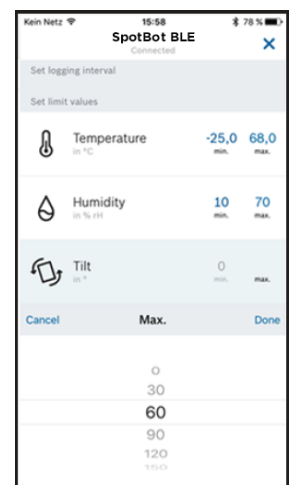 Kein Netz 15:58 78 %
SpotBot BLE
Connected
Set logging interval
Set limit values
Temperature -25,0 68,0
in °C min. max.
Humidity 10 70
in % rH min. max.
Tilt 0
in ° min. max.
Cancel Max. Done
0
30
60
90
120
150